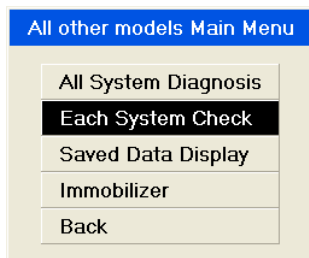 All other models Main Menu
All System Diagnosis
Each System Check
Saved Data Display
Immobilizer
Back